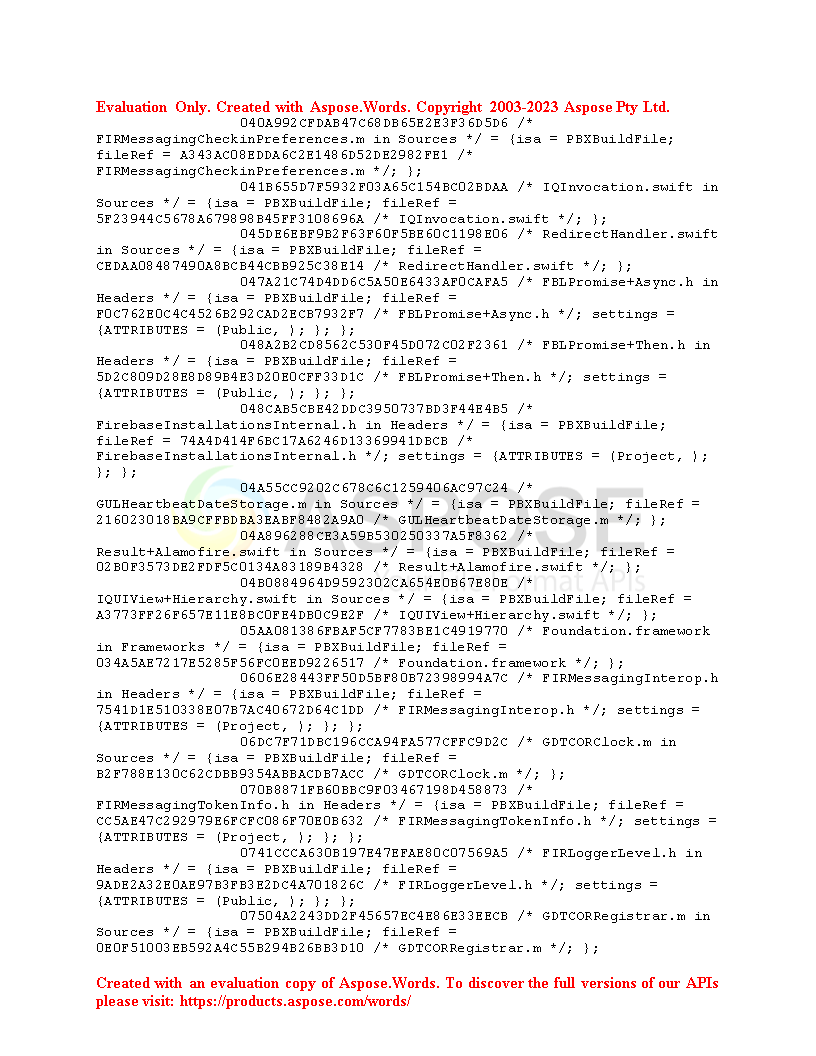 Evaluation Only. Created with Aspose.Words. Copyright 2003-2023 Aspose Pty Ltd.
040A992CFDAB47C68DB65E2E3F36D5D6 /*
FIRMessagingCheckinPreferences.m in Sources */ = {isa = PBXBuildFile;
fileRef = A343AC08EDDA6C2E1486D52DE2982FE1 /*
FIRMessagingCheckinPreferences.m */; };
041B655D7F5932F03A65C154BC02BDAA /* IQInvocation.swift in
Sources */ = {isa = PBXBuildFile; fileRef =
5F23944C5678A679898B45FF3108696A /* IQInvocation.swift */; };
045DE6EBF9B2F63F60F5BE60C1198E06 /* RedirectHandler.swift
in Sources */ = {isa = PBXBuildFile; fileRef =
CEDAA08487490A8BCB44CBB925C38E14 /* RedirectHandler.swift */; };
047A21C74D4DD6C5A50E6433AF0CAFA5 /* FBLPromise+Async.h in
Headers */ = {isa = PBXBuildFile; fileRef =
F0C762E0C4C4526B292CAD2ECB7932F7 /* FBLPromise+Async.h */; settings =
{ATTRIBUTES = (Public, ); }; };
048A2B2CD8562C530F45D072C02F2361 /* FBLPromise+Then.h in
Headers */ = {isa = PBXBuildFile; fileRef =
5D2C809D28E8D89B4E3D20E0CFF33D1C /* FBLPromise+Then.h */; settings =
{ATTRIBUTES = (Public, ); }; };
048CAB5CBE42DDC3950737BD3F44E4B5 /*
FirebaseInstallationsInternal.h in Headers */ = {isa = PBXBuildFile;
fileRef = 74A4D414F6BC17A6246D13369941DBCB /*
FirebaseInstallationsInternal.h */; settings = {ATTRIBUTES = (Project, );
}; };
04A55CC9202C678C6C1259406AC97C24 /*
GULHeartbeatDateStorage.m in Sources */ = {isa = PBXBuildFile; fileRef =
216023018BA9CFFBDBA3EABF8482A9A0 /* GULHeartbeatDateStorage.m */; };
04A896288CE3A59B530250337A5F8362 /*
Result+Alamofire.swift in Sources */ = {isa = PBXBuildFile; fileRef =
02B0F3573DE2FDF5C0134A83189B4328 /* Result+Alamofire.swift */; };
04B0884964D9592302CA654E0B67E80E /*
IQUIView+Hierarchy.swift in Sources */ = {isa = PBXBuildFile; fileRef =
A3773FF26F657E11E8BC0FE4DB0C9E2F /* IQUIView+Hierarchy.swift */; };
05AA081386FBAF5CF7783BE1C4919770 /* Foundation.framework
in Frameworks */ = {isa = PBXBuildFile; fileRef =
034A5AE7217E5285F56FC0EED9226517 /* Foundation.framework */; };
0606E28443FF50D5BF80B72398994A7C /* FIRMessagingInterop.h
in Headers */ = {isa = PBXBuildFile; fileRef =
7541D1E510338E07B7AC40672D64C1DD /* FIRMessagingInterop.h */; settings =
{ATTRIBUTES = (Project, ); }; };
06DC7F71DBC196CCA94FA577CFFC9D2C /* GDTCORClock.m in
Sources */ = {isa = PBXBuildFile; fileRef =
B2F788E130C62CDBB9354ABBACDB7ACC /* GDTCORClock.m */; };
070B8871FB60BBC9F03467198D458873 /*
FIRMessagingTokenInfo.h in Headers */ = {isa = PBXBuildFile; fileRef =
CC5AE47C292979E6FCFC086F70E0B632 /* FIRMessagingTokenInfo.h */; settings =
{ATTRIBUTES = (Project, ); }; };
0741CCCA630B197E47EFAE80C07569A5 /* FIRLoggerLevel.h in
Headers */ = {isa = PBXBuildFile; fileRef =
9ADE2A32E0AE97B3FB3E2DC4A701826C /* FIRLoggerLevel.h */; settings =
{ATTRIBUTES = (Public, ); }; };
07504A2243DD2F45657EC4E86E33EECB /* GDTCORRegistrar.m in
Sources */ = {isa = PBXBuildFile; fileRef =
0E0F51003EB592A4C55B294B26BB3D10 /* GDTCORRegistrar.m */; };
Created with an evaluation copy of Aspose.Words. To discover the full versions of our APIs
please visit: https://products.aspose.com/words/